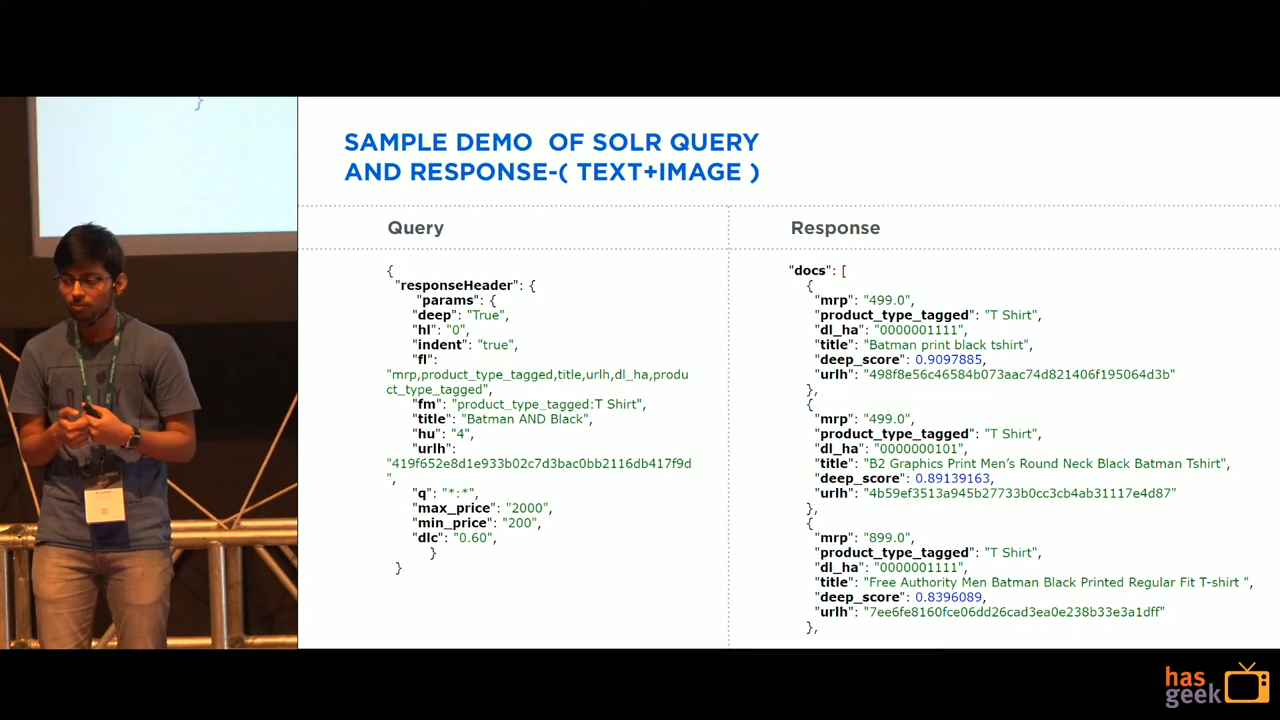 }
SAMPLE DEMO OF SOLR QUERY
AND RESPONSE-( TEXT+IMAGE )
Query
{
"responseHeader": {
"params": {
"deep": "True",
"hl": "0",
"indent": "true",
"fl":
"mrp,product_type_tagged,title,urlh,dl_ha,produ
ct_type_tagged",
"fm": "product_type_tagged:T Shirt",
"title": "Batman AND Black",
"hu": "4",
"urlh":
"419f652e8d1e933b02c7d3bac0bb2116db417f9d
",
"q": "*:*",
"max_price": "2000",
"min_price": "200",
"dlc": "0.60",
}
}
Response
"docs": [
{
"mrp": "499.0",
"product_type_tagged": "T Shirt",
"dl_ha": "0000001111",
"title": "Batman print black tshirt",
"deep_score": 0.9097885,
"urlh": "498f8e56c46584b073aac74d821406f195064d3b"
},
{
"mrp": "499.0",
"product_type_tagged": "T Shirt",
"dl_ha": "0000000101",
"title": "B2 Graphics Print Men's Round Neck Black Batman Tshirt",
"deep_score": 0.89139163,
"urlh": "4b59ef3513a945b27733b0cc3cb4ab31117e4d87"
},
{
"mrp": "899.0",
"product_type_tagged": "T Shirt",
"dl_ha": "0000001111",
"title": "Free Authority Men Batman Black Printed Regular Fit T-shirt ",
"deep_score": 0.8396089,
"urlh": "7ee6fe8160fce06dd26cad3ea0e238b33e3a1dff"
},
has
geek